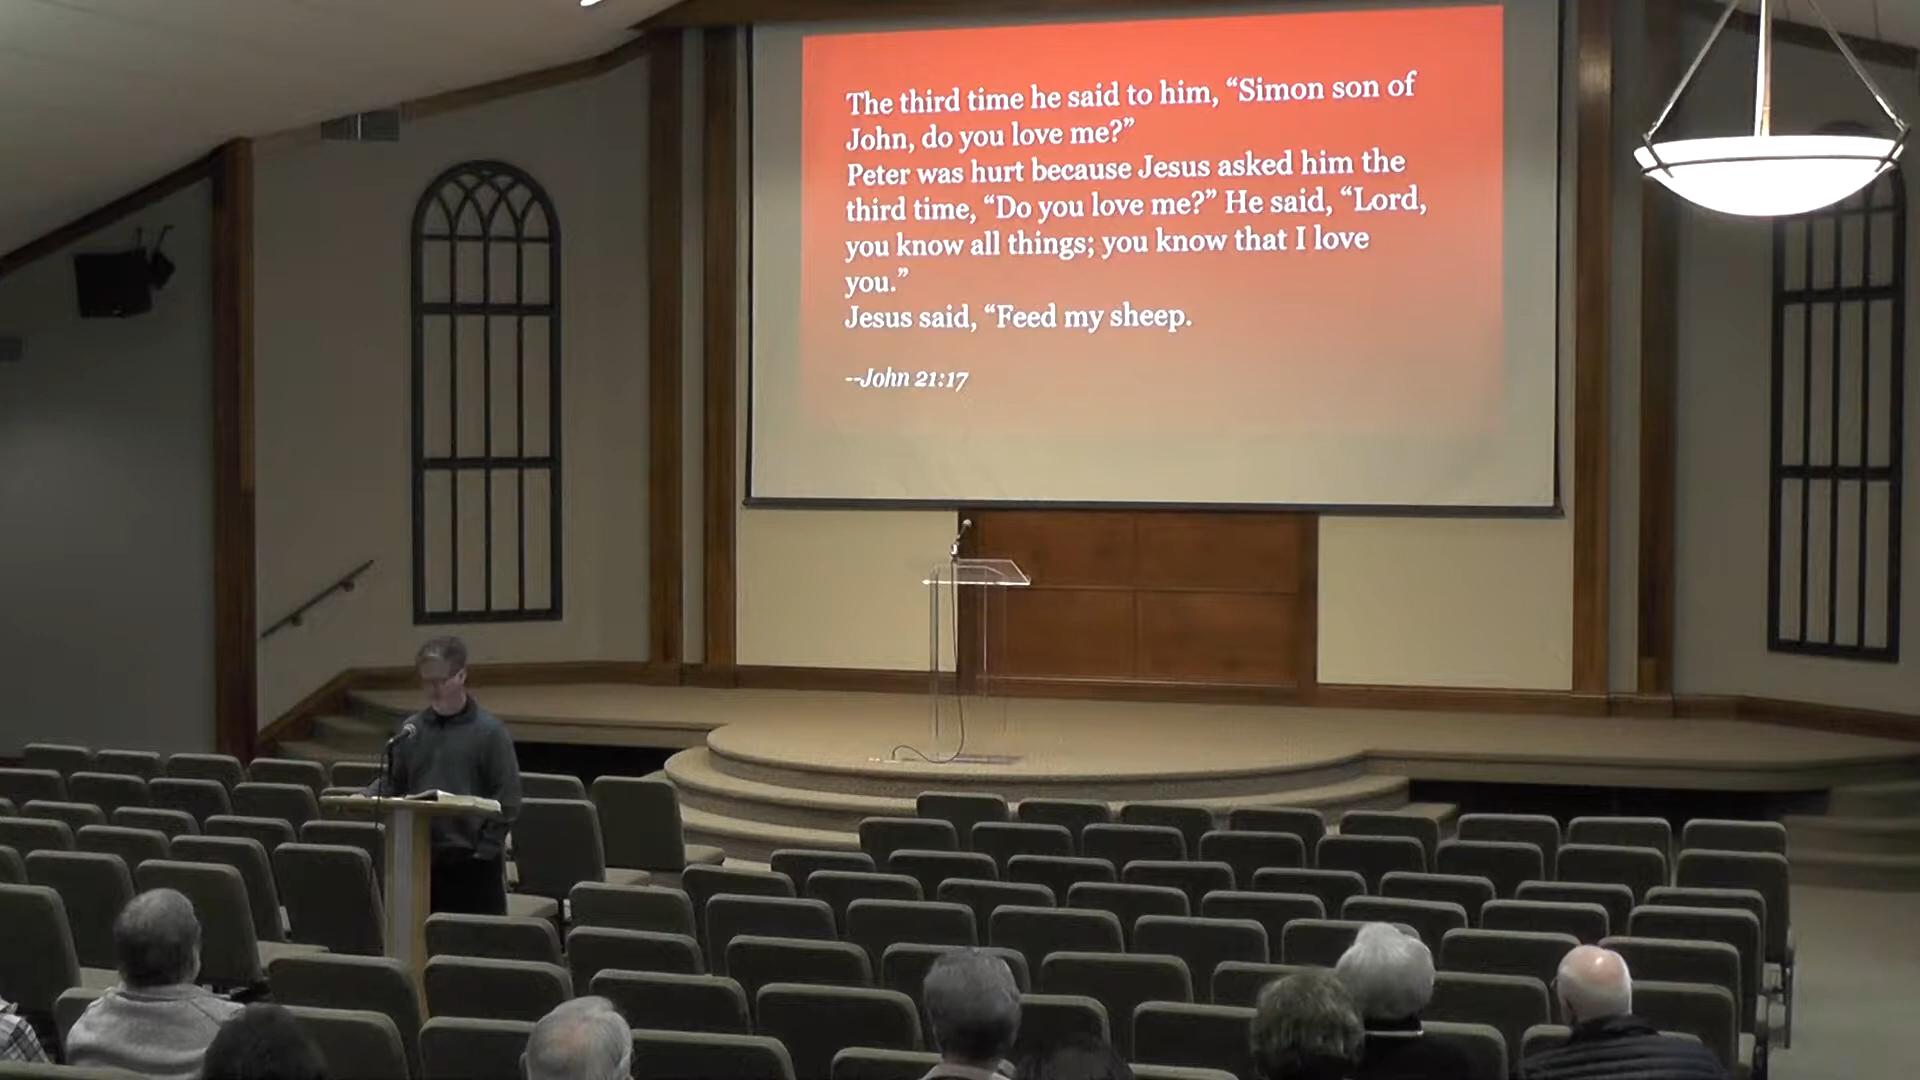 The third time he said to him, “Simon son of
John, do you love me?”
Peter was hurt because Jesus asked him the
third time, “Do you love me?” He said, “Lord,
you know all things; you know that I love
you.”
Jesus said, “Feed my sheep.
--John 21:17